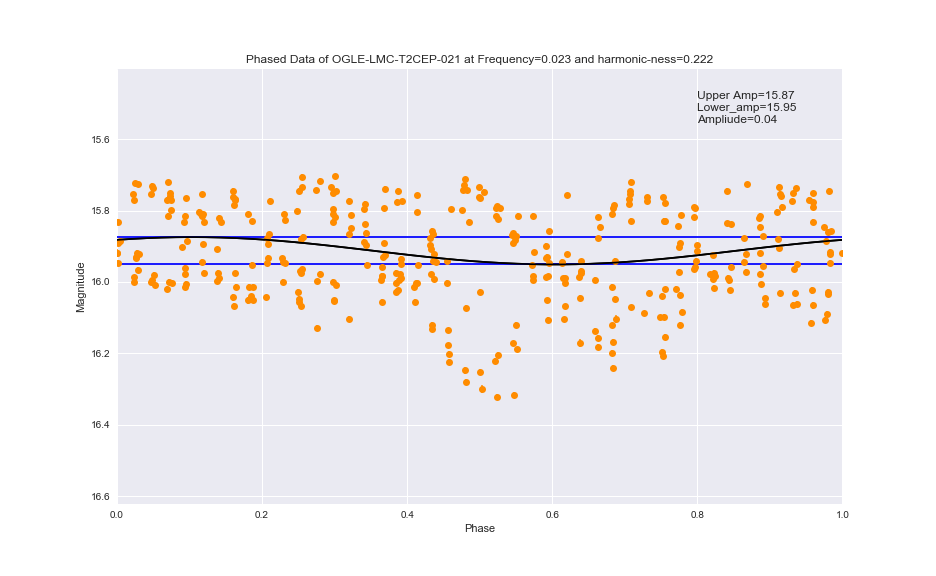 Phased Data of OGLE-LMC-T2CEP-021 at Frequency=0.023 and harmonic-ness=0.222
Upper Amp=15.87
Lower_amp=15.95
Ampliude=0.04
15.6
15.8
16.0
16.2
16.4
16.6
Magnitude
0.0 0.2 0.4 0.6 0.8 1.0
Phase